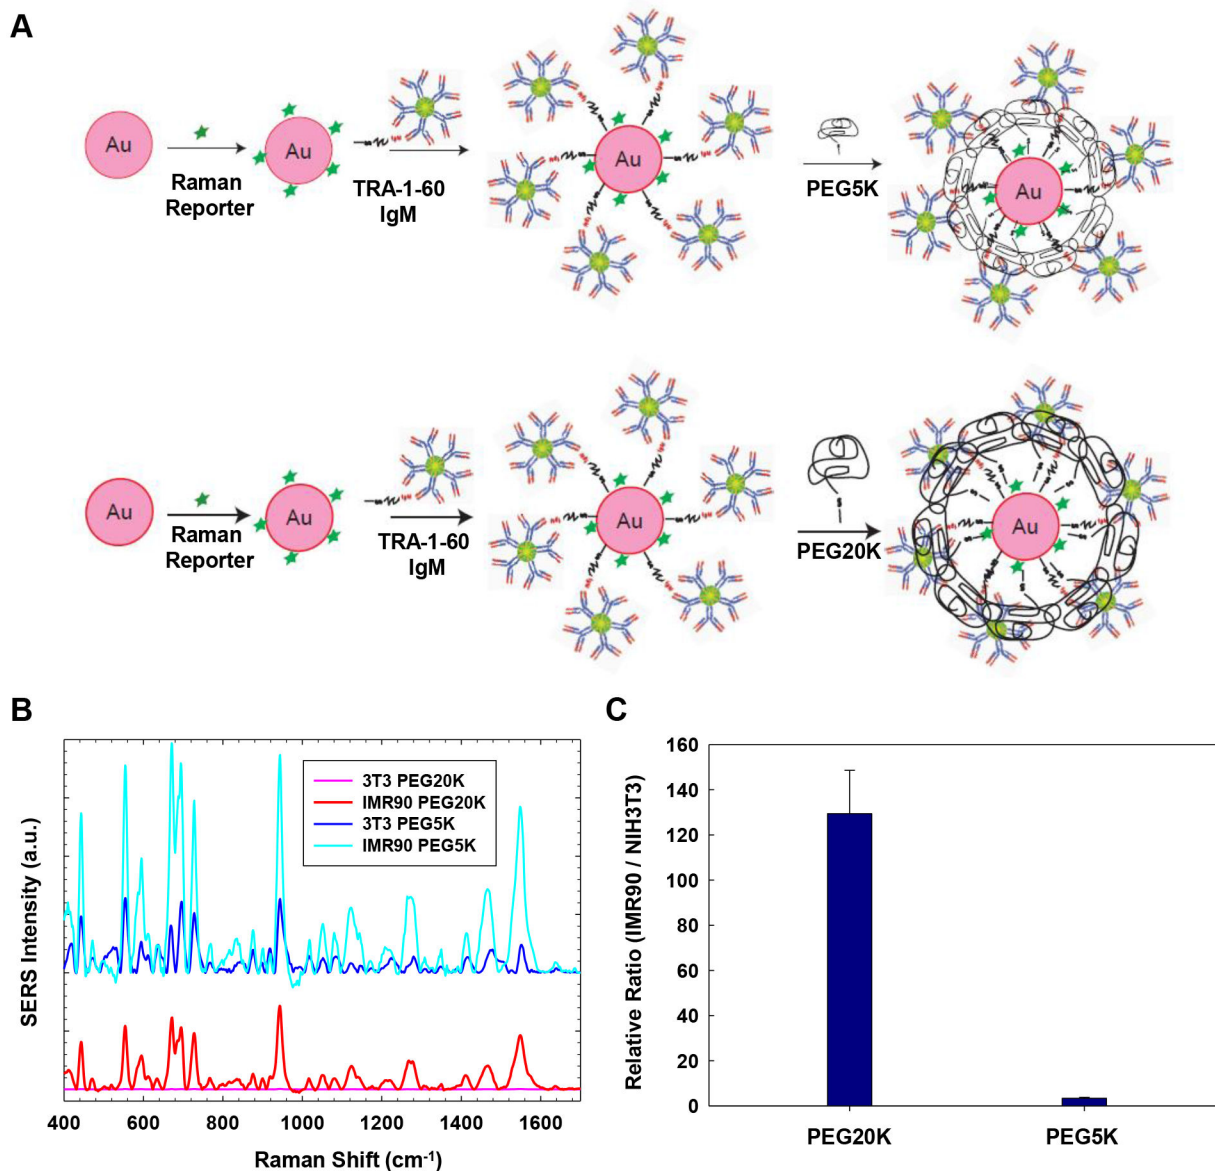 A
Au
Raman
Reporter
Au
TRA-1-60
IgM
Au
PEG5K
Au
Au
Raman
Reporter
Au
TRA-1-60
IgM
Au
PEG20K
Au
B
SERS Intensity (a.u.)
3T3 PEG20K
IMR90 PEG20K
3T3 PEG5K
IMR90 PEG5K
400 600 800 1000 1200 1400 1600
Raman Shift (cm⁻¹)
C
Relative Ratio (IMR90 / NIH3T3)
160
140
120
100
80
60
40
20
0
PEG20K PEG5K